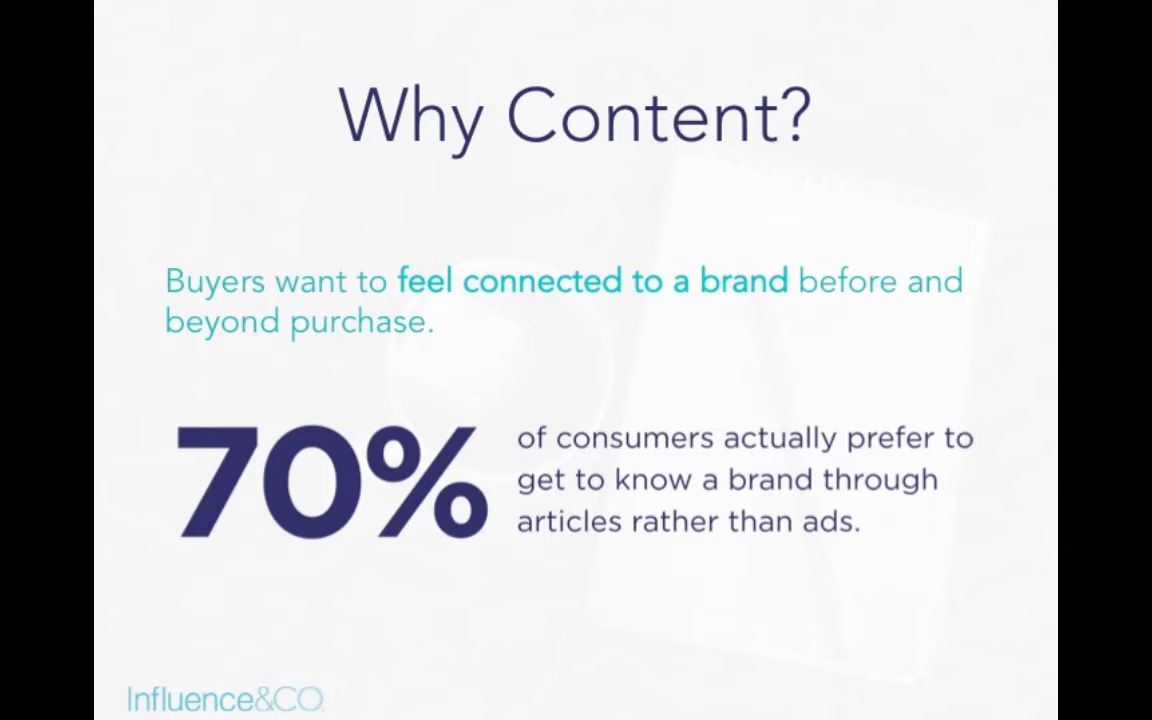 Why Content?
Buyers want to feel connected to a brand before and
beyond purchase.
70%
of consumers actually prefer to
get to know a brand through
articles rather than ads.
Influence&CO.